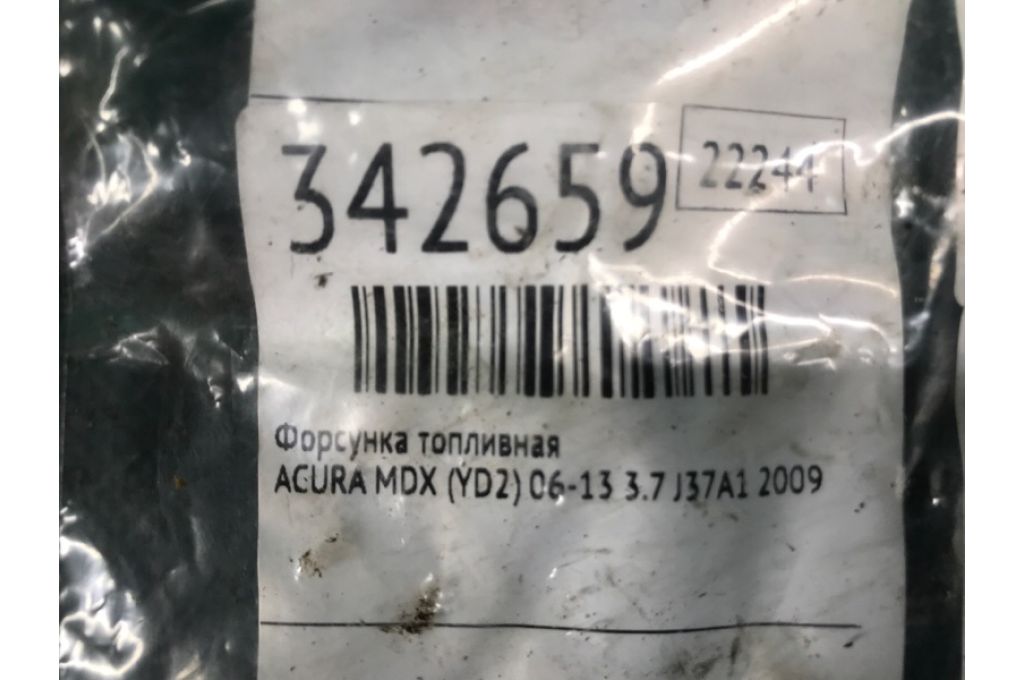 342659 22244
Форсунка топливная
ACURA MDX (YD2) 06-13 3.7 J37A1 2009